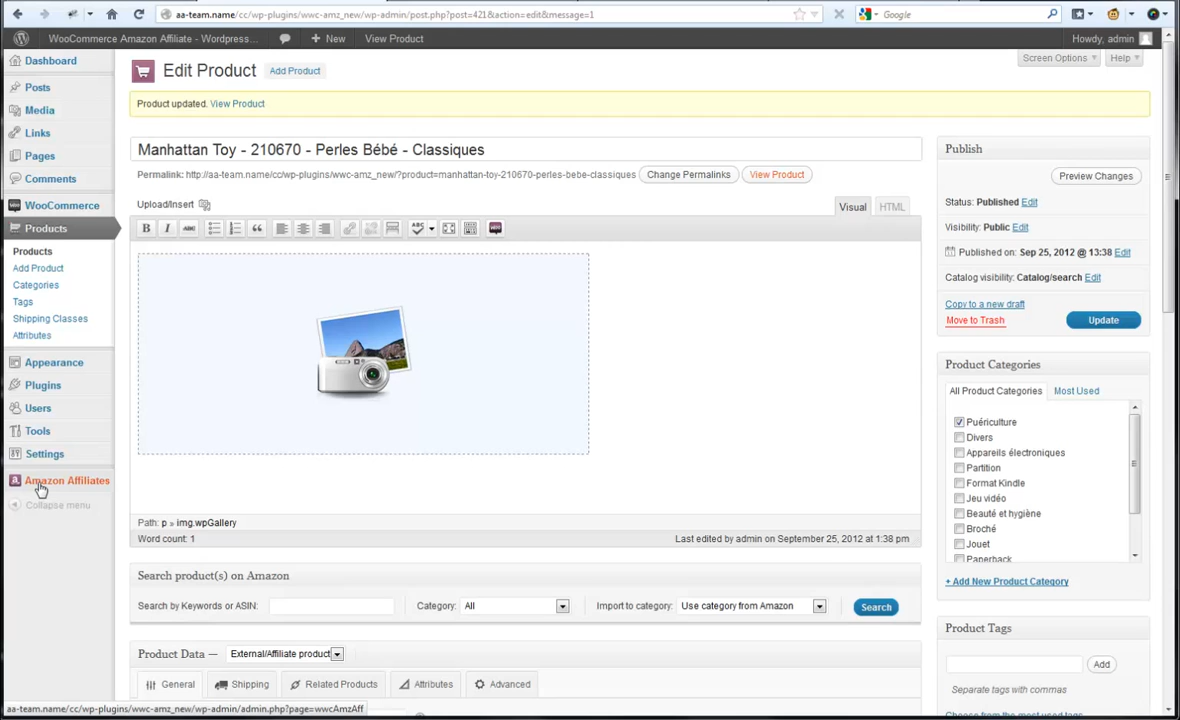 aa-team.name/cc/wp-plugins/wwc-amz_new/wp-admin/post.php?post=421&action=edit&message=1
Google
WooCommerce Amazon Affiliate - Wordpress...
+ New
View Product
Howdy, admin
Dashboard
Posts
Media
Links
Pages
Comments
WooCommerce
Products
Products
Add Product
Categories
Tags
Shipping Classes
Attributes
Appearance
Plugins
Users
Tools
Settings
Amazon Affiliates
Collapse menu
Edit Product
Add Product
Screen Options
Help
Product updated. View Product
Manhattan Toy - 210670 - Perles Bébé - Classiques
Permalink: http://aa-team.name/cc/wp-plugins/wwc-amz_new/?product=manhattan-toy-210670-perles-bebe-classiques
Change Permalinks
View Product
Upload/Insert
Visual
HTML
B I ABC
ABC
Path: p » img.wpGallery
Word count: 1
Last edited by admin on September 25, 2012 at 1:38 pm
Search product(s) on Amazon
Search by Keywords or ASIN:
Category: All
Import to category: Use category from Amazon
Search
Product Data — External/Affiliate product
General
Shipping
Related Products
Attributes
Advanced
Publish
Preview Changes
Status: Published Edit
Visibility: Public Edit
Published on: Sep 25, 2012 @ 13:38 Edit
Catalog visibility: Catalog/search Edit
Copy to a new draft
Move to Trash
Update
Product Categories
All Product Categories
Most Used
Puériculture
Divers
Appareils électroniques
Partition
Format Kindle
Jeu vidéo
Beauté et hygiène
Broché
Jouet
Paperback
+ Add New Product Category
Product Tags
Add
Separate tags with commas
Choose from the most used tags
aa-team.name/cc/wp-plugins/wwc-amz_new/wp-admin/admin.php?page=wwcAmzAff